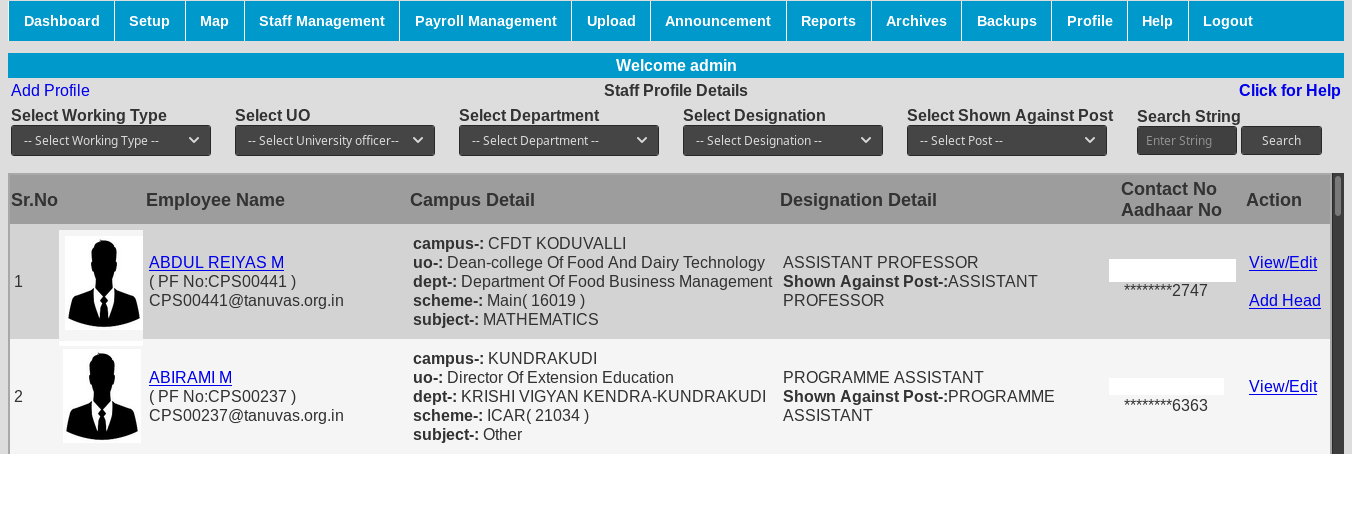 Dashboard Setup Map Staff Management Payroll Management Upload Announcement Reports Archives Backups Profile Help Logout
Welcome admin
Add Profile Staff Profile Details Click for Help
Select Working Type Select UO Select Department Select Designation Select Shown Against Post Search String
-- Select Working Type -- -- Select University officer-- -- Select Department -- -- Select Designation -- -- Select Post -- Enter String Search
Sr.No Employee Name Campus Detail Designation Detail Contact No Aadhaar No Action
1
ABDUL REIYAS M
( PF No:CPS00441 )
CPS00441@tanuvas.org.in
campus-: CFDT KODUVALLI
uo-: Dean-college Of Food And Dairy Technology
dept-: Department Of Food Business Management
scheme-: Main( 16019 )
subject-: MATHEMATICS
ASSISTANT PROFESSOR
Shown Against Post-:ASSISTANT
PROFESSOR
********2747
View/Edit
Add Head
2
ABIRAMI M
( PF No:CPS00237 )
CPS00237@tanuvas.org.in
campus-: KUNDRAKUDI
uo-: Director Of Extension Education
dept-: KRISHI VIGYAN KENDRA-KUNDRAKUDI
scheme-: ICAR( 21034 )
subject-: Other
PROGRAMME ASSISTANT
Shown Against Post-:PROGRAMME
ASSISTANT
********6363
View/Edit